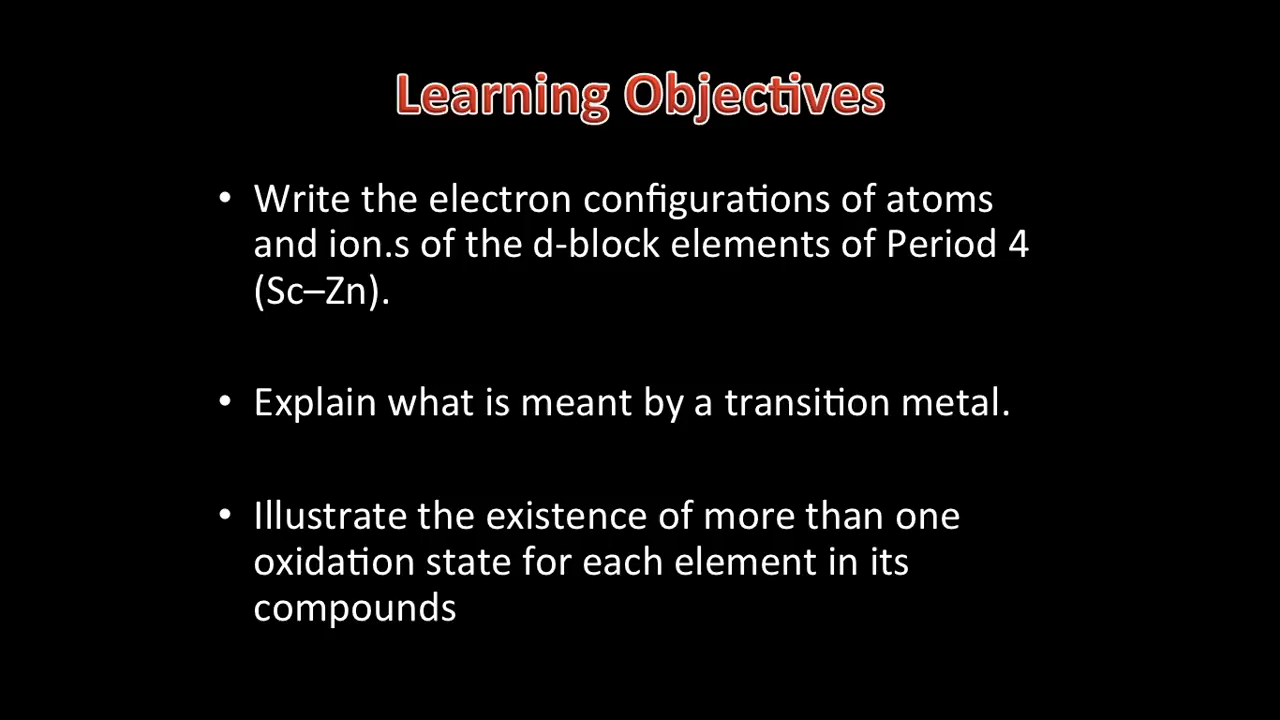 Learning Objectives
• Write the electron configurations of atoms
and ion.s of the d-block elements of Period 4
(Sc–Zn).
• Explain what is meant by a transition metal.
• Illustrate the existence of more than one
oxidation state for each element in its
compounds